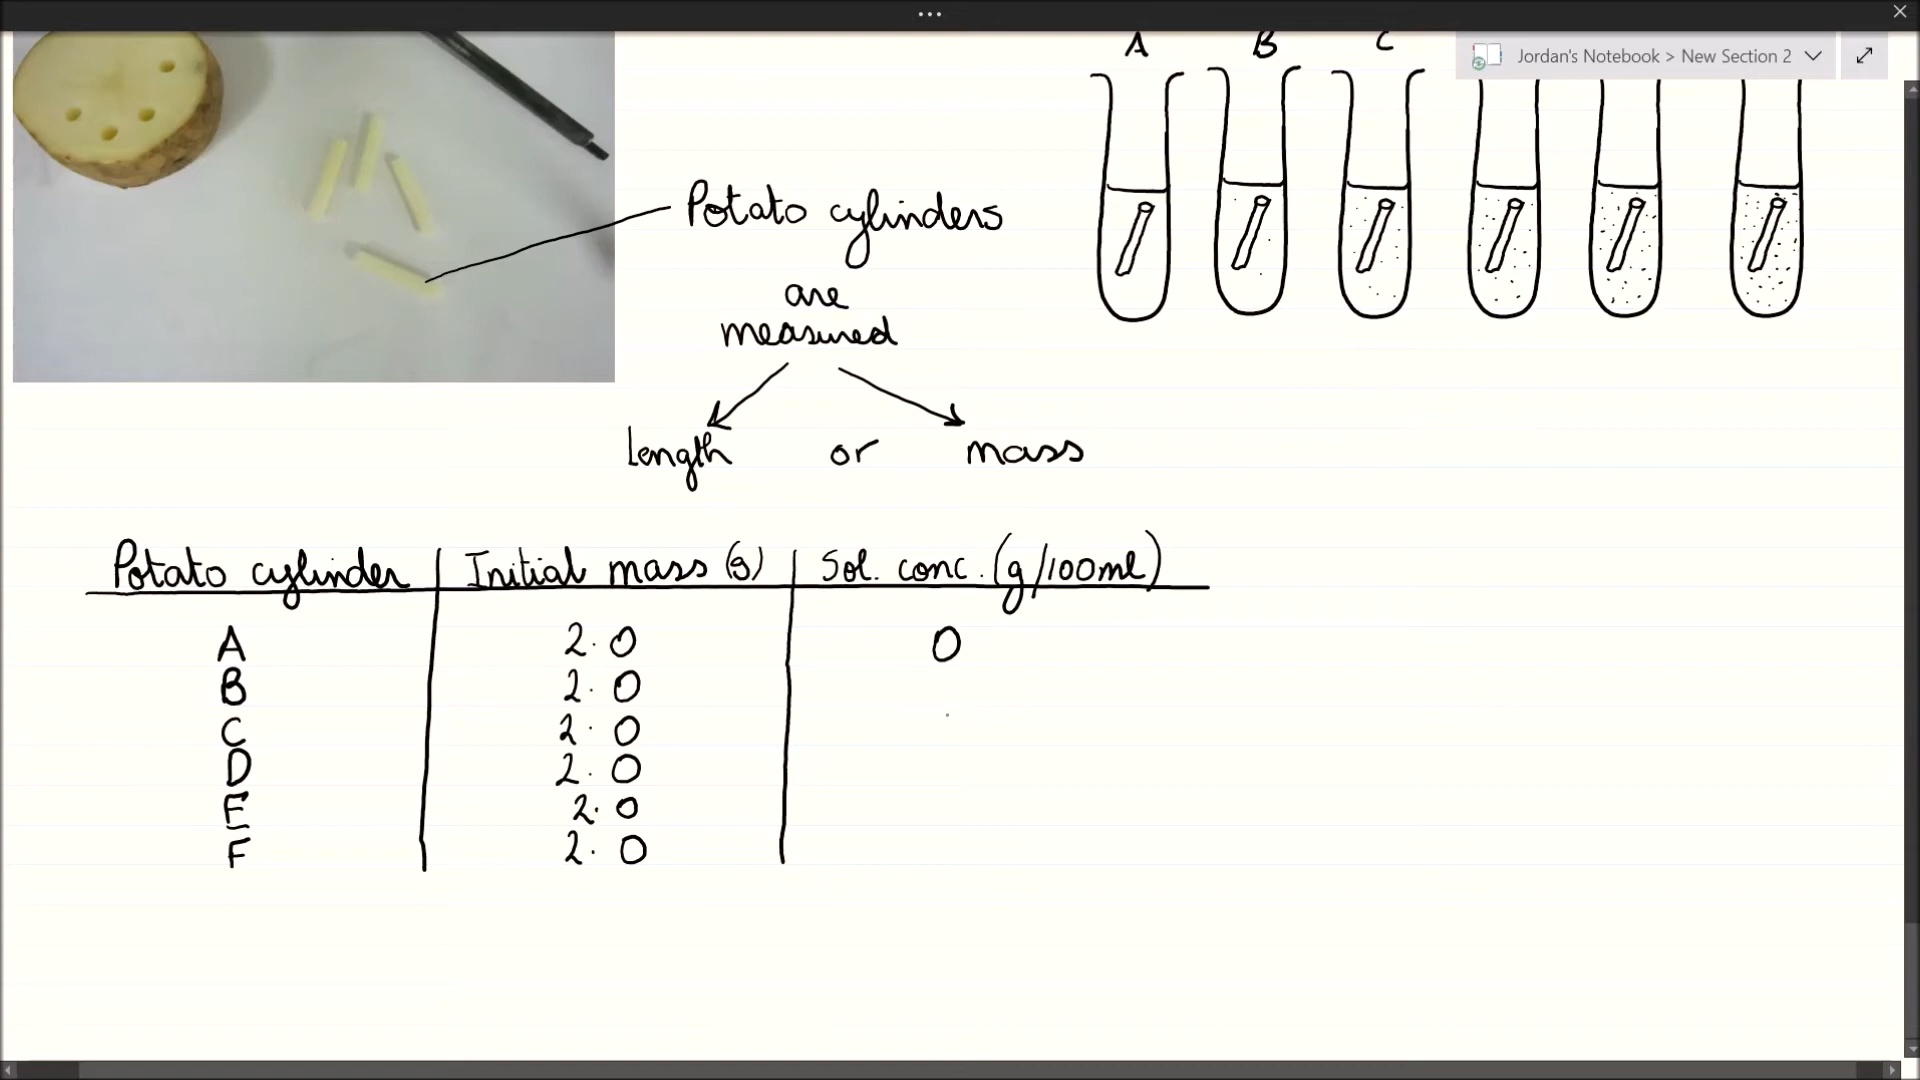 A B C
Jordan's Notebook > New Section 2
Potato cylinders
are
measured
Length or mass
Potato cylinder Initial mass (g) Sol. conc. (g/100ml)
A 2.0 0
B 2.0
C 2.0
D 2.0
E 2.0
F 2.0